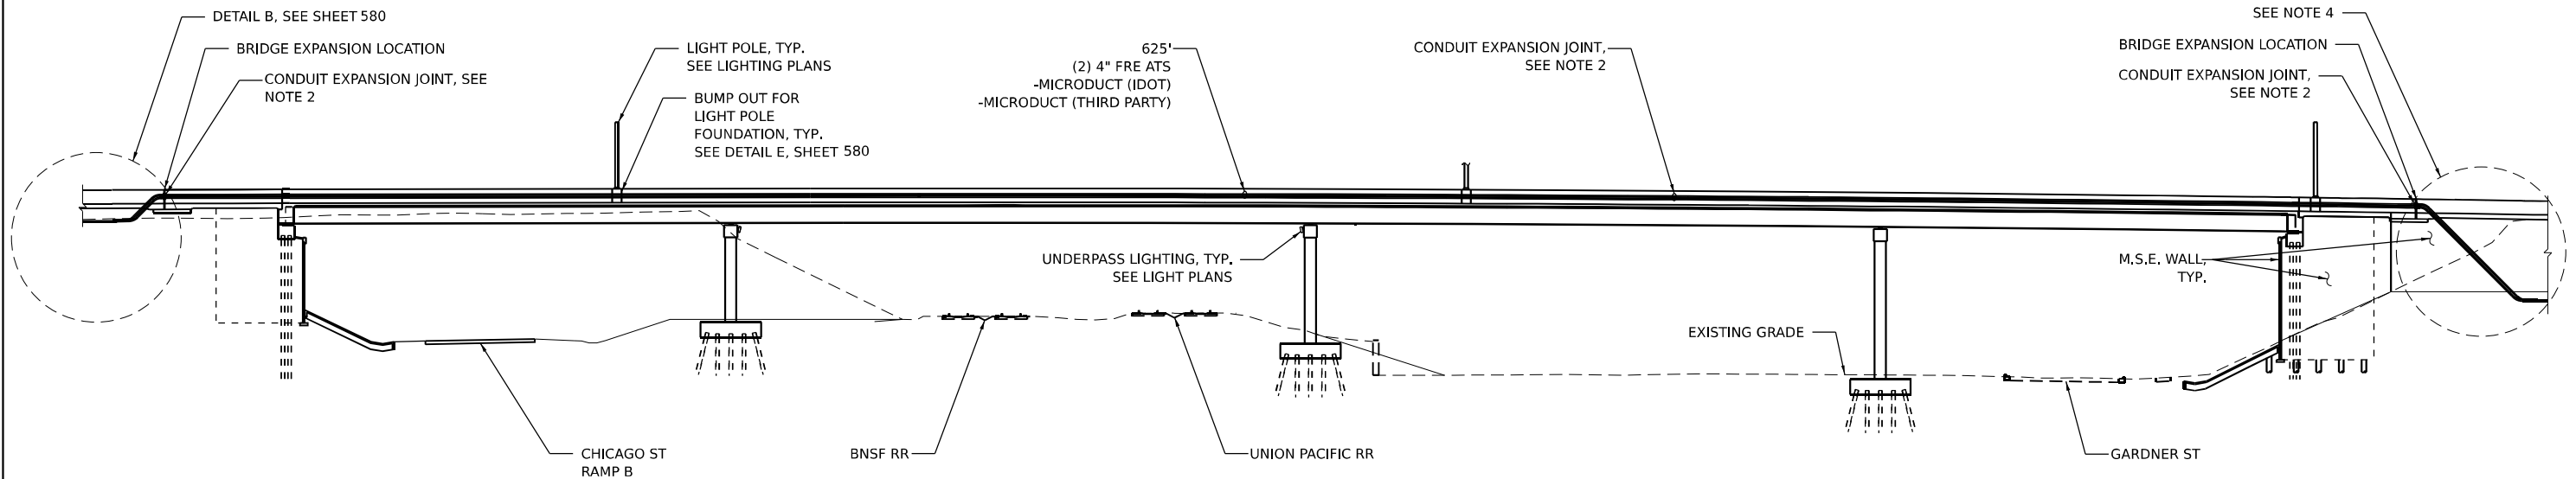 DETAIL B, SEE SHEET 580
BRIDGE EXPANSION LOCATION
CONDUIT EXPANSION JOINT, SEE
NOTE 2
LIGHT POLE, TYP.
SEE LIGHTING PLANS
BUMP OUT FOR
LIGHT POLE
FOUNDATION, TYP.
SEE DETAIL E, SHEET 580
625'
(2) 4" FRE ATS
-MICRODUCT (IDOT)
-MICRODUCT (THIRD PARTY)
CONDUIT EXPANSION JOINT,
SEE NOTE 2
SEE NOTE 4
BRIDGE EXPANSION LOCATION
CONDUIT EXPANSION JOINT,
SEE NOTE 2
UNDERPASS LIGHTING, TYP.
SEE LIGHT PLANS
M.S.E. WALL,
TYP.
EXISTING GRADE
CHICAGO ST
RAMP B
BNSF RR
UNION PACIFIC RR
GARDNER ST